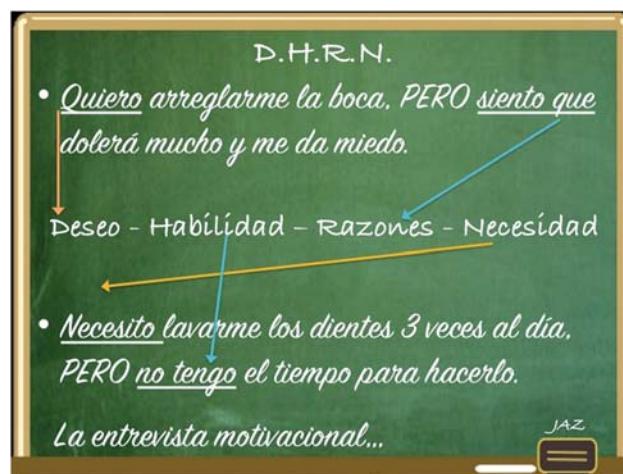 D.H.R.N.
• Quiero arreglarme la boca, PERO siento que
dolerá mucho y me da miedo.
Deseo - Habilidad – Razones - Necesidad
• Necesito lavarme los dientes 3 veces al día,
PERO no tengo el tiempo para hacerlo.
La entrevista motivacional...
JAZ